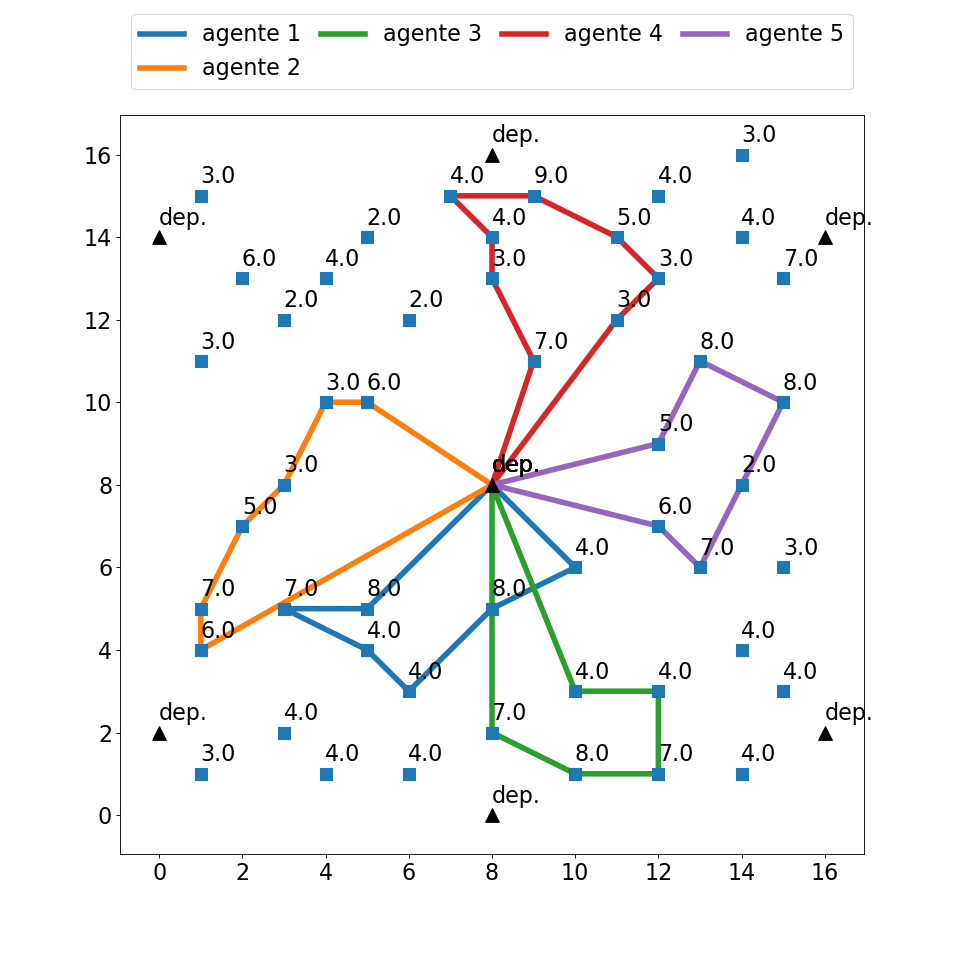 agente 1 agente 3 agente 4 agente 5
agente 2
3.0
dep.
16
4.0 9.0
3.0 4.0
dep. 2.0 4.0 5.0 4.0 dep.
14
6.0 4.0 3.0 3.0 7.0
2.0 2.0 3.0
12
3.0 7.0 8.0
3.0 6.0 8.0
10
5.0
3.0 dep. dep. 2.0
8
5.0 6.0
4.0 7.0 3.0
6
7.0 7.0 8.0 8.0
6.0 4.0 4.0
4
4.0 4.0 4.0 4.0
dep. 4.0 7.0 dep.
2
3.0 4.0 4.0 8.0 7.0 4.0
dep.
0
0 2 4 6 8 10 12 14 16